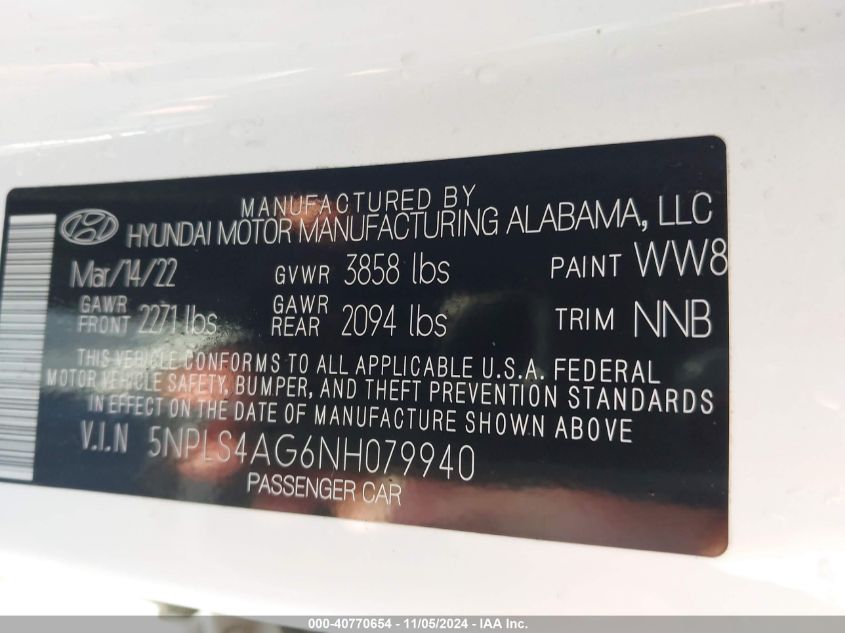 MANUFACTURED BY
HYUNDAI MOTOR MANUFACTURING ALABAMA, LLC
Mar/14/22 GVWR 3858 lbs PAINT WW8
GAWR FRONT 2271 lbs GAWR REAR 2094 lbs TRIM NNB
THIS VEHICLE CONFORMS TO ALL APPLICABLE U.S.A. FEDERAL
MOTOR VEHICLE SAFETY, BUMPER, AND THEFT PREVENTION STANDARDS
IN EFFECT ON THE DATE OF MANUFACTURE SHOWN ABOVE
V.I.N 5NPLS4AG6NH079940
PASSENGER CAR
000-40770654 - 11/05/2024 - IAA Inc.